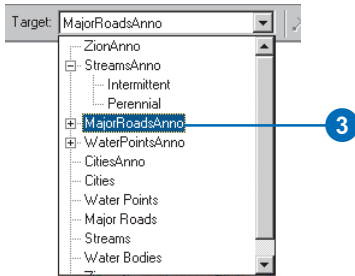 Target: MajorRoadsAnno
ZionAnno
StreamsAnno
Intermittent
Perennial
MajorRoadsAnno
3
WaterPointsAnno
CitiesAnno
Cities
Water Points
Major Roads
Streams
Water Bodies